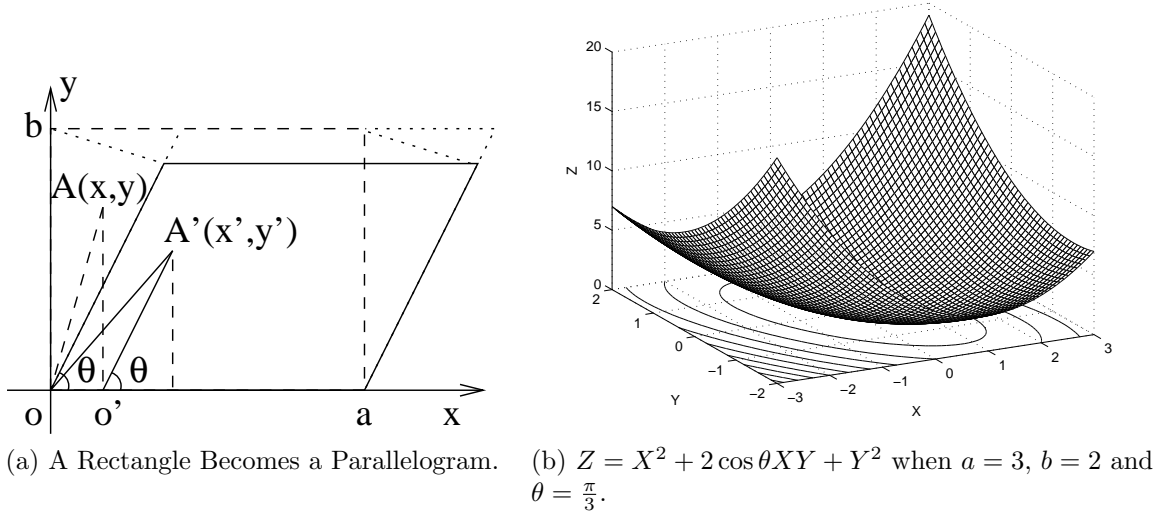 y
b
A(x,y)
A'(x',y')
θ
θ
o
o'
a
x
(a) A Rectangle Becomes a Parallelogram.
20
15
10
5
0
Z
2
1
0
−1
−2
Y
−3
−2
−1
0
1
2
3
X
(b) Z = X² + 2 cos θXY + Y² when a = 3, b = 2 and
θ = π/3.